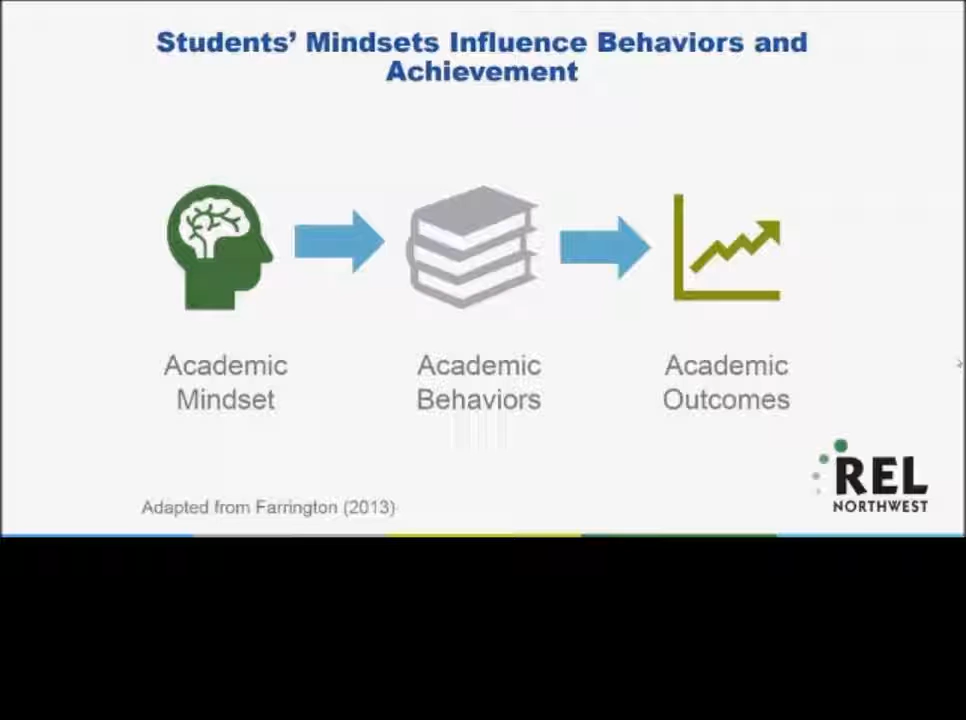 Students’ Mindsets Influence Behaviors and
Achievement
Academic
Mindset
Academic
Behaviors
Academic
Outcomes
Adapted from Farrington (2013)
REL
NORTHWEST